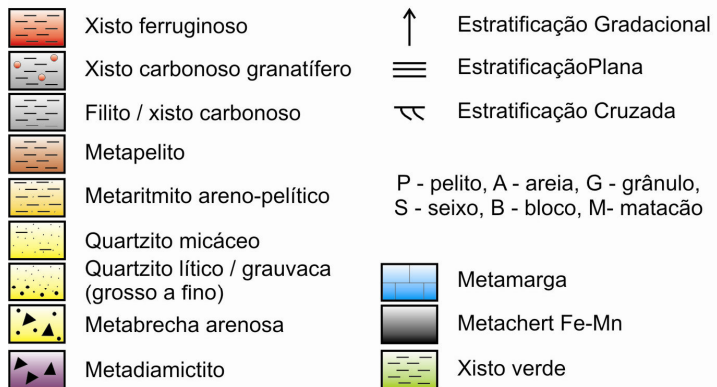 Xisto ferruginoso
Xisto carbonoso granatífero
Filito / xisto carbonoso
Metapelito
Metaritmito areno-pelítico
Quartzito micáceo
Quartzito lítico / grauvaca
(grosso a fino)
Metabrecha arenosa
Metadiamictito
Estratificação Gradacional
EstratificaçãoPlana
Estratificação Cruzada
P - pelito, A - areia, G - grânulo,
S - seixo, B - bloco, M- matacão
Metamarga
Metachert Fe-Mn
Xisto verde